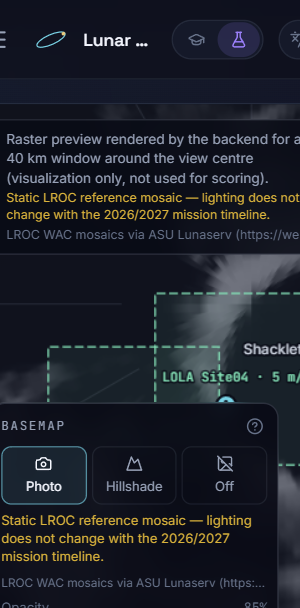 Lunar ...
Raster preview rendered by the backend for a
40 km window around the view centre
(visualization only, not used for scoring).
Static LROC reference mosaic — lighting does not
change with the 2026/2027 mission timeline.
LROC WAC mosaics via ASU Lunaserv (https://we
Shacklet
LOLA Site04 · 5 m/
BASEMAP
Photo
Hillshade
Off
Static LROC reference mosaic — lighting
does not change with the 2026/2027
mission timeline.
LROC WAC mosaics via ASU Lunaserv (https:...
Opacity 85%